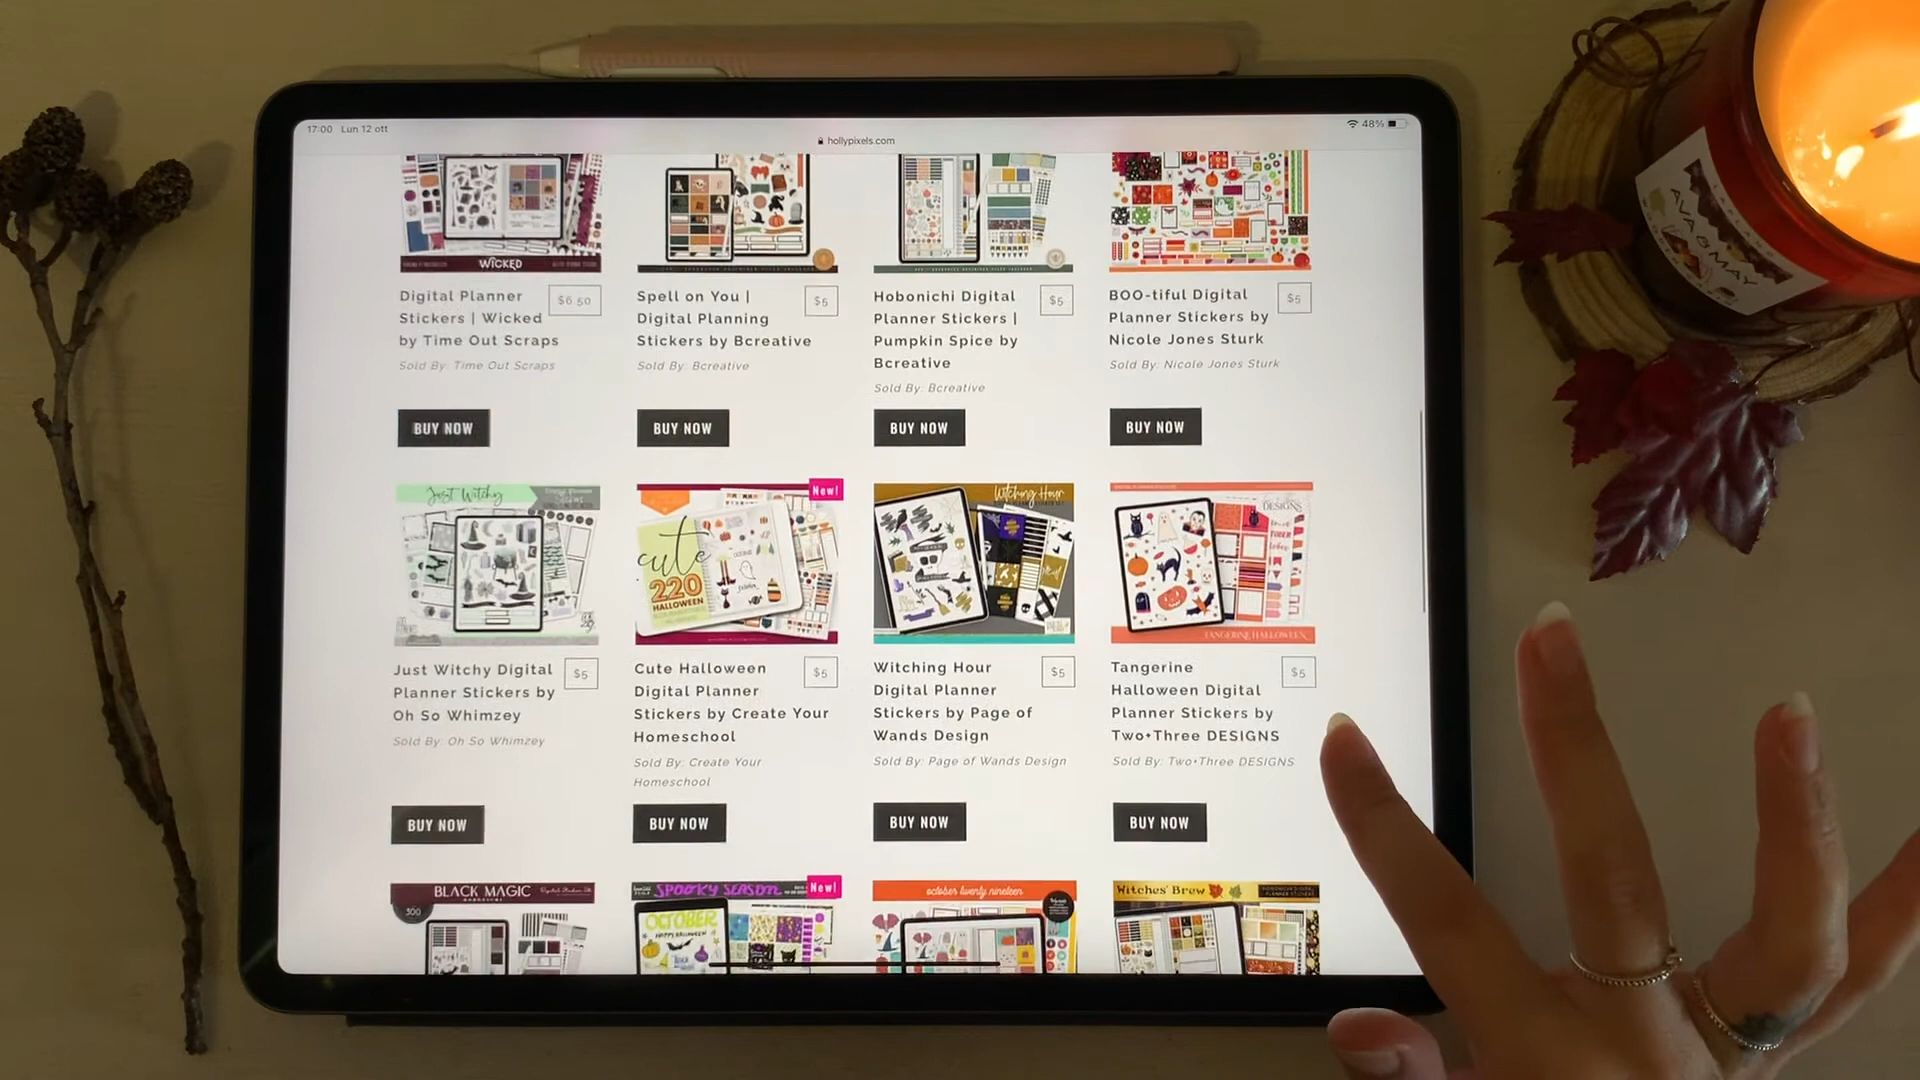 17:00 Lun 12 ott
hollypixels.com
48%
WICKED
Digital Planner
Stickers | Wicked
by Time Out Scraps
$6.50
Sold By: Time Out Scraps
BUY NOW
Spell on You |
Digital Planning
Stickers by Bcreative
$5
Sold By: Bcreative
BUY NOW
Hobonichi Digital
Planner Stickers |
Pumpkin Spice by
Bcreative
$5
Sold By: Bcreative
BUY NOW
BOO-tiful Digital
Planner Stickers by
Nicole Jones Sturk
$5
Sold By: Nicole Jones Sturk
BUY NOW
Just Witchy
Just Witchy Digital
Planner Stickers by
Oh So Whimzey
$5
Sold By: Oh So Whimzey
BUY NOW
New!
cute
220
HALLOWEEN
Cute Halloween
Digital Planner
Stickers by Create Your
Homeschool
$5
Sold By: Create Your
Homeschool
BUY NOW
Witching Hour
Witching Hour
Digital Planner
Stickers by Page of
Wands Design
$5
Sold By: Page of Wands Design
BUY NOW
DESIGNS
TANGERINE HALLOWEEN
Tangerine
Halloween Digital
Planner Stickers by
Two+Three DESIGNS
$5
Sold By: Two+Three DESIGNS
BUY NOW
BLACK MAGIC
300
SPOOKY SEASON
New!
OCTOBER
HAPPY HALLOWEEN
october twenty nineteen
Witches' Brew